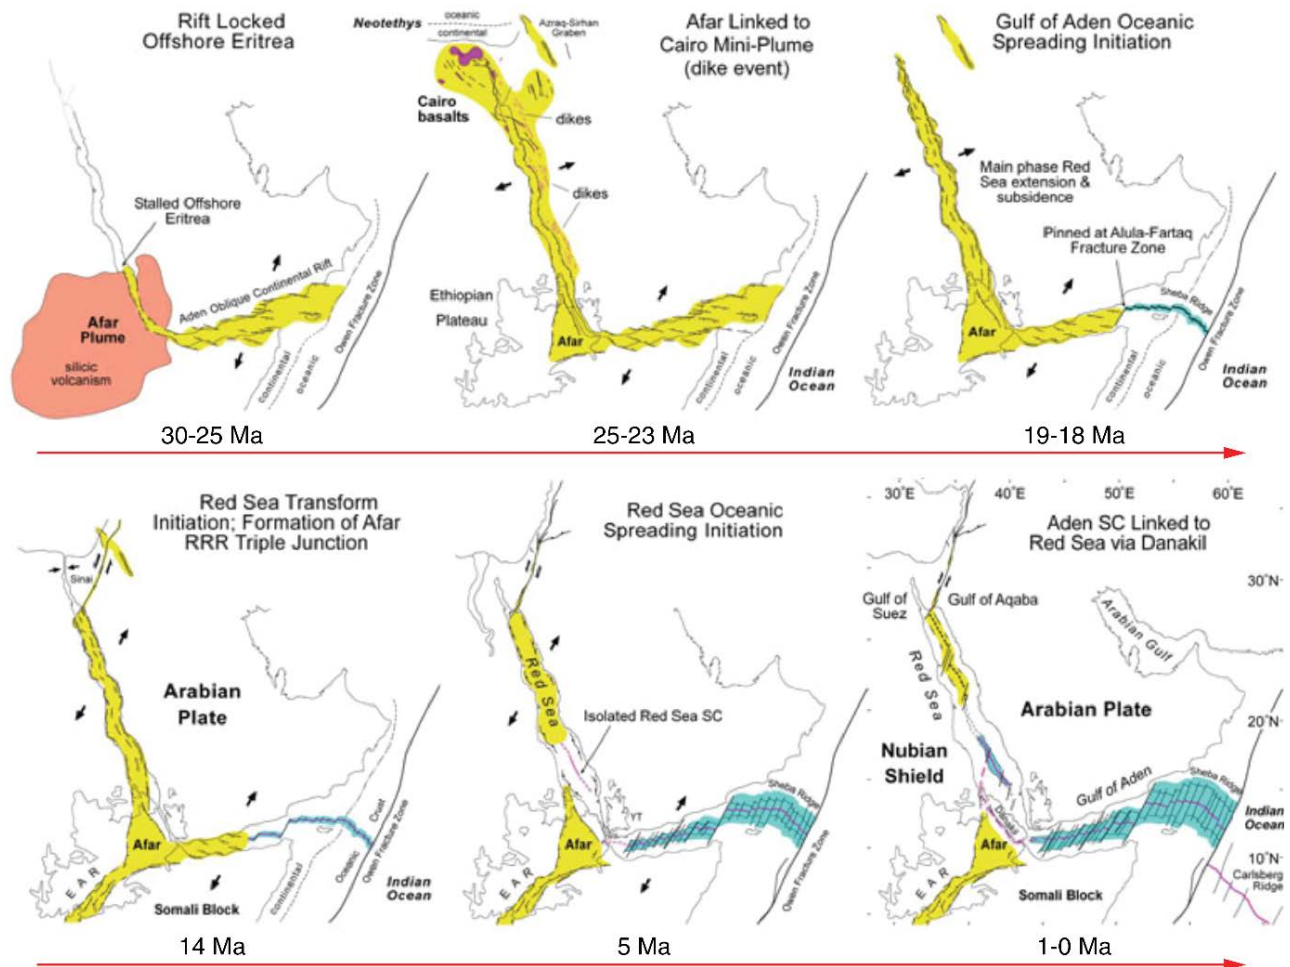 Rift Locked
Offshore Eritrea
Stalled Offshore
Eritrea
Aden Oblique Continental Rift
Afar
Plume
silicic
volcanism
continental
oceanic
Owen Fracture Zone
30-25 Ma
Neotethys
oceanic
continental
Azraq-Sirhan
Graben
Afar Linked to
Cairo Mini-Plume
(dike event)
Cairo
basalts
dikes
dikes
Ethiopian
Plateau
Afar
continental
oceanic
Owen Fracture Zone
Indian
Ocean
25-23 Ma
Gulf of Aden Oceanic
Spreading Initiation
Main phase Red
Sea extension &
subsidence
Pinned at Alula-Fartaq
Fracture Zone
Sheba Ridge
Afar
continental
oceanic
Owen Fracture Zone
Indian
Ocean
19-18 Ma
Red Sea Transform
Initiation; Formation of Afar
RRR Triple Junction
Sinai
Arabian
Plate
Afar
EAR
Somali Block
continental
Oceanic
Crust
Owen Fracture Zone
Indian
Ocean
14 Ma
Red Sea Oceanic
Spreading Initiation
Red Sea
Isolated Red Sea SC
YT
Sheba Ridge
Afar
EAR
Owen Fracture Zone
5 Ma
30°E
40°E
50°E
60°E
Aden SC Linked to
Red Sea via Danakil
30°N
Gulf of
Suez
Gulf of Aqaba
Arabian Gulf
Red Sea
Arabian Plate
20°N
Nubian
Shield
Gulf of Aden
Sheba Ridge
Danakil
Indian
Ocean
Afar
10°N
EAR
Carlsberg
Ridge
Somali Block
1-0 Ma